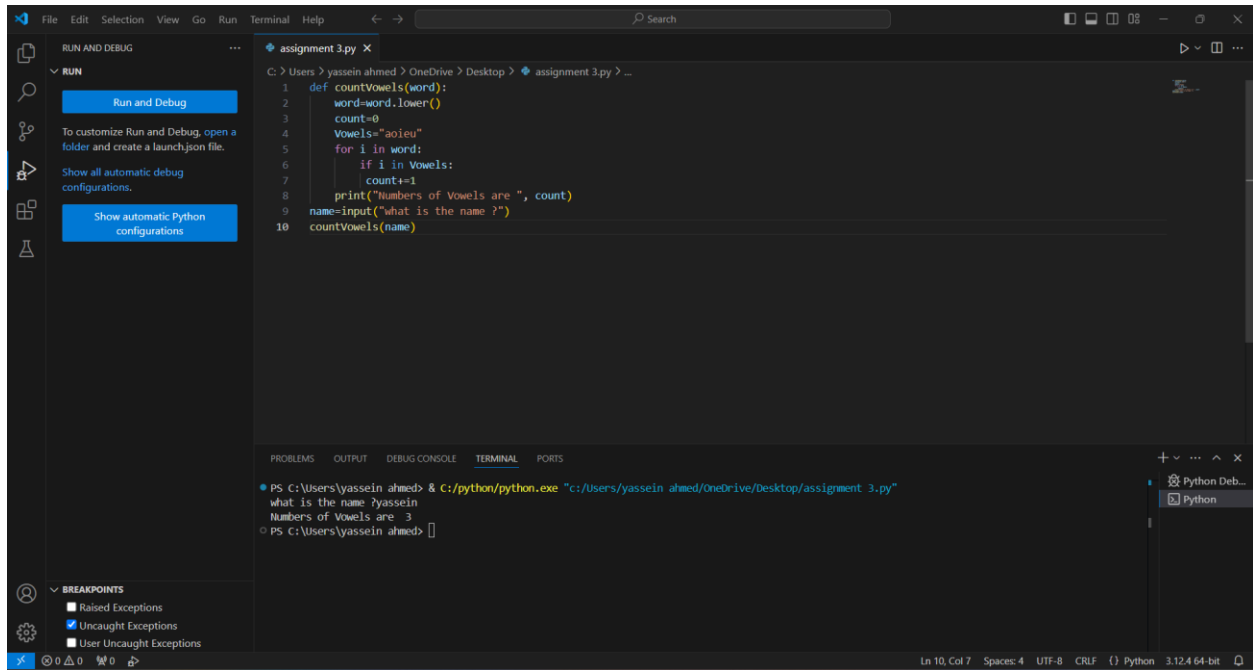 File Edit Selection View Go Run Terminal Help
Search
RUN AND DEBUG
RUN
Run and Debug
To customize Run and Debug, open a
folder and create a launch.json file.
Show all automatic debug
configurations.
Show automatic Python
configurations
assignment 3.py
C: > Users > yassein ahmed > OneDrive > Desktop > assignment 3.py > ...
1 def countVowels(word):
2     word=word.lower()
3     count=0
4     Vowels="aoieu"
5     for i in word:
6         if i in Vowels:
7          count+=1
8     print("Numbers of Vowels are ", count)
9 name=input("what is the name ?")
10 countVowels(name)
PROBLEMS OUTPUT DEBUG CONSOLE TERMINAL PORTS
PS C:\Users\yassein ahmed> & C:/python/python.exe "c:/Users/yassein ahmed/OneDrive/Desktop/assignment 3.py"
what is the name ?yassein
Numbers of Vowels are  3
PS C:\Users\yassein ahmed>
Python Deb...
Python
BREAKPOINTS
Raised Exceptions
Uncaught Exceptions
User Uncaught Exceptions
0 0 0 Ln 10, Col 7 Spaces: 4 UTF-8 CRLF {} Python 3.12.4 64-bit